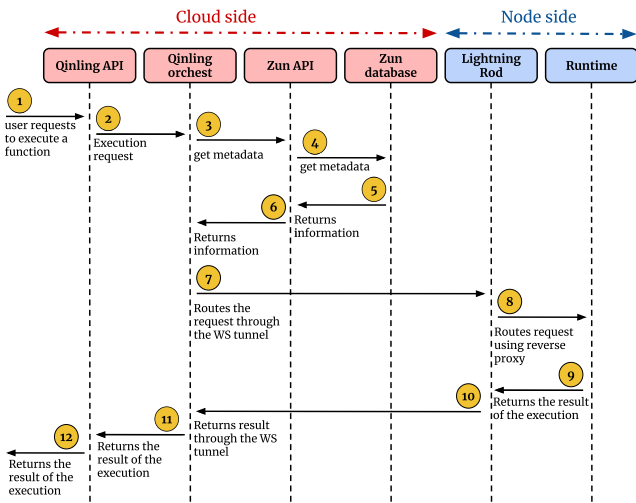 Cloud side
Node side
Qinling API
Qinling
orchest
Zun API
Zun
database
Lightning
Rod
Runtime
1
user requests
to execute a
function
2
Execution
request
3
get metadata
4
get metadata
5
Returns
information
6
Returns
information
7
Routes the
request through
the WS tunnel
8
Routes request
using reverse
proxy
9
Returns the result
of the execution
10
Returns result
through the WS
tunnel
11
Returns the
result of the
execution
12
Returns the
result of the
execution